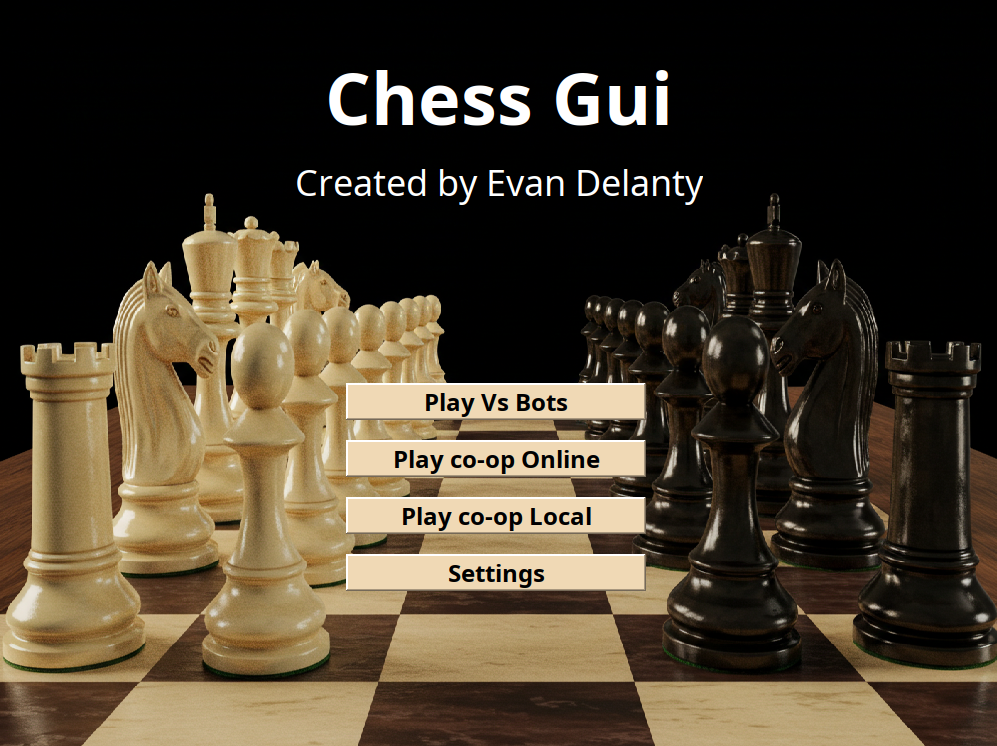 Chess Gui
Created by Evan Delanty
Play Vs Bots
Play co-op Online
Play co-op Local
Settings